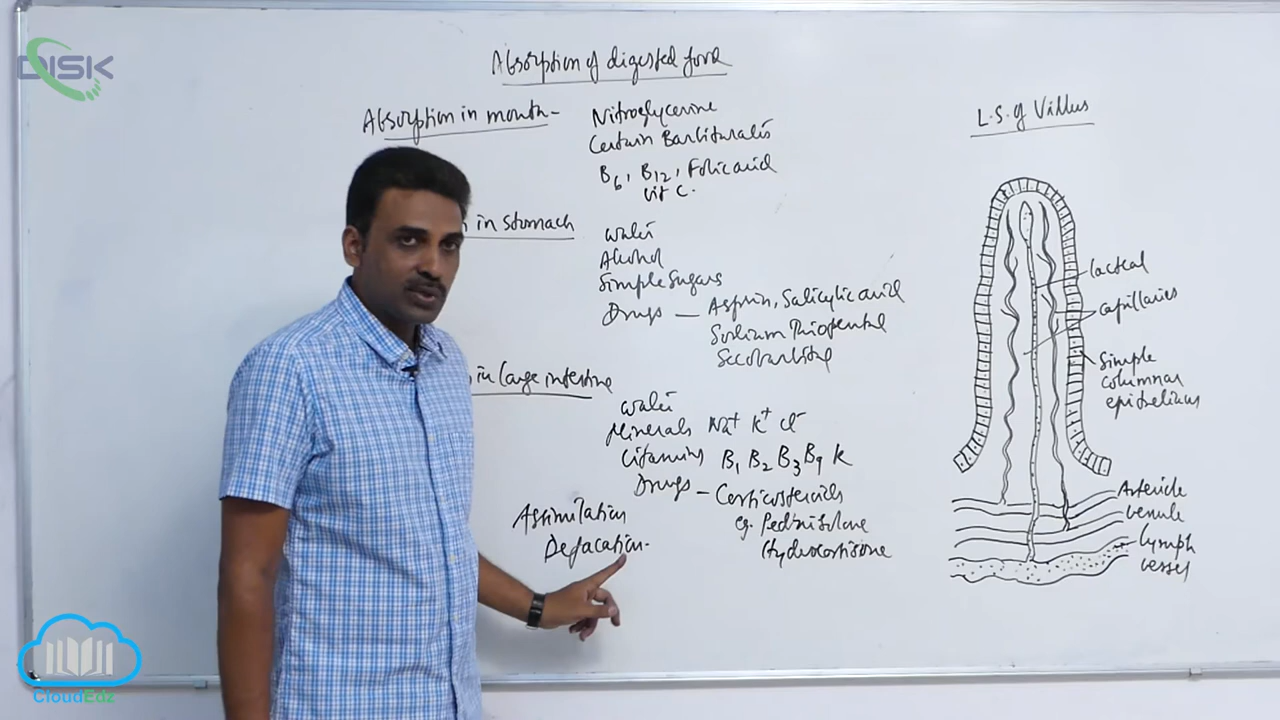 DISK
Absorption of digested food
Absorption in mouth -
Nitroglycerine
Certain Barbiturates
B6, B12, Folic acid
vit C.
in stomach
water
Alcohol
Simple Sugars
Drugs — Asprin, Salicylic acid
Sodium Thiopental
Secobarbital
in large intestine
water
Minerals Na+ K+ Cl-
Vitamins B1 B2 B3 B9 K
Drugs - Corticosteroids
eg. Pednisolone
Hydrocortisone
Assimilation
Defacation-
L.S. of Villus
lacteal
capillaries
Simple
columnar
epithelium
Arteriole
venule
Lymph
vessel
CloudEdz